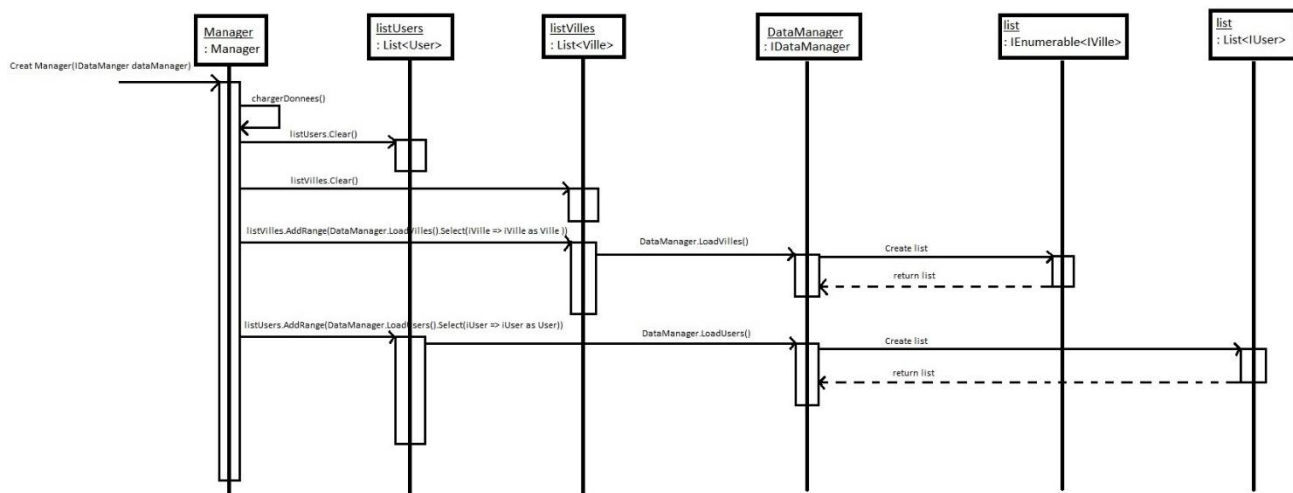 Manager
: Manager
listUsers
: List<User>
listVilles
: List<Ville>
DataManager
: IDataManager
list
: IEnumerable<IVille>
list
: List<IUser>
Creat Manager(IDataManger dataManager)
chargerDonnees()
listUsers.Clear()
listVilles.Clear()
listVilles.AddRange(DataManager.LoadVilles().Select(iVille => iVille as Ville ))
DataManager.LoadVilles()
Create list
return list
listUsers.AddRange(DataManager.LoadUsers().Select(iUser => iUser as User))
DataManager.LoadUsers()
Create list
return list